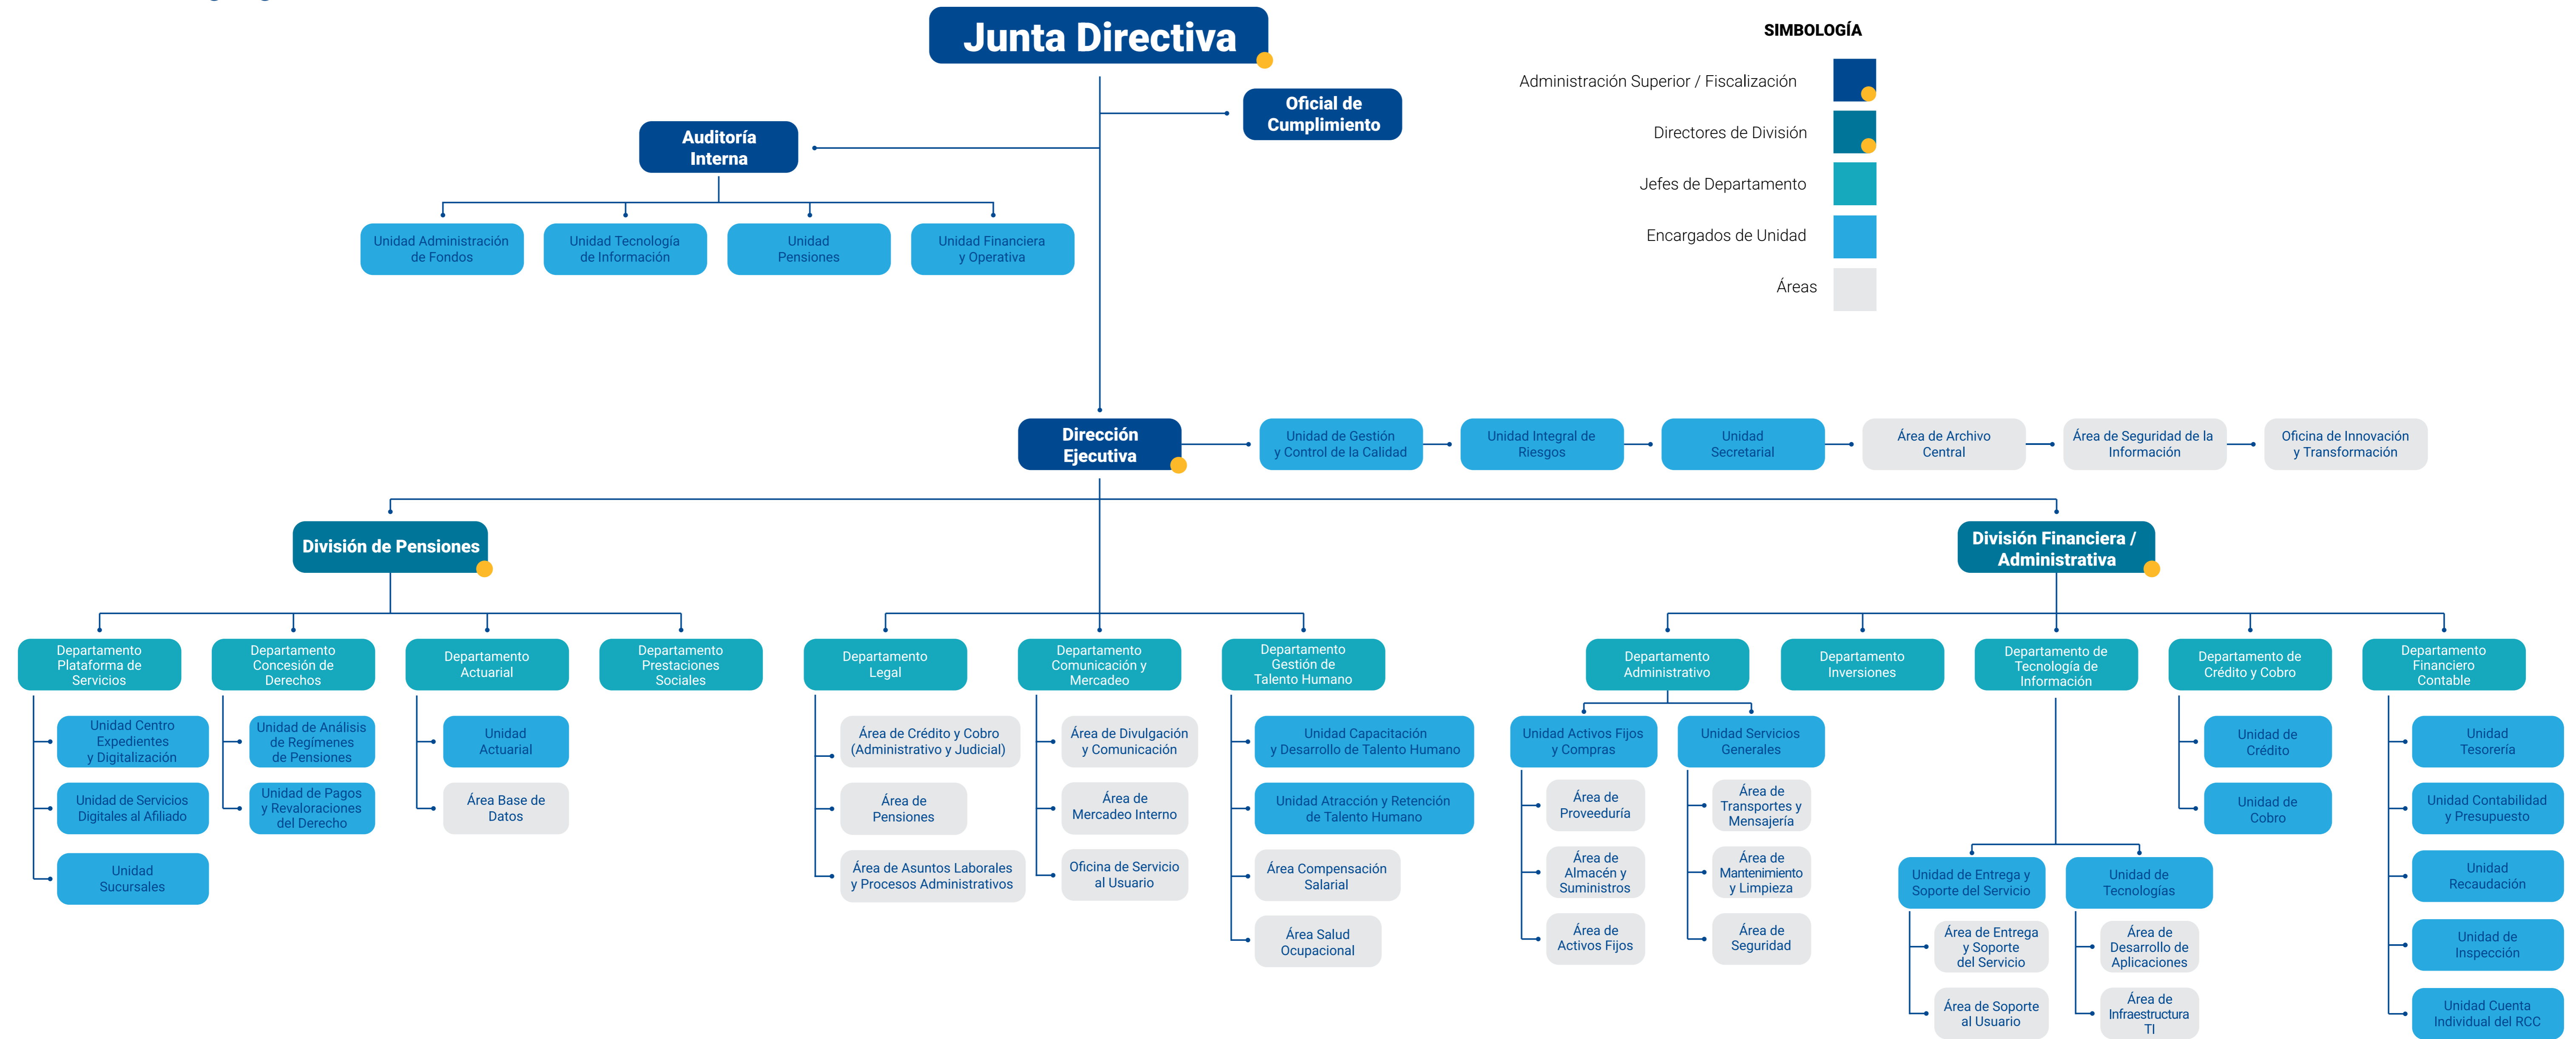 Junta Directiva
SIMBOLOGÍA
Administración Superior / Fiscalización
Directores de División
Jefes de Departamento
Encargados de Unidad
Áreas
Oficial de
Cumplimiento
Auditoría
Interna
Unidad Administración
de Fondos
Unidad Tecnología
de Información
Unidad
Pensiones
Unidad Financiera
y Operativa
Dirección
Ejecutiva
Unidad de Gestión
y Control de la Calidad
Unidad Integral de
Riesgos
Unidad
Secretarial
Área de Archivo
Central
Área de Seguridad de la
Información
Oficina de Innovación
y Transformación
División de Pensiones
División Financiera /
Administrativa
Departamento
Plataforma de
Servicios
Departamento
Concesión de
Derechos
Departamento
Actuarial
Departamento
Prestaciones
Sociales
Departamento
Legal
Departamento
Comunicación y
Mercadeo
Departamento
Gestión de
Talento Humano
Departamento
Administrativo
Departamento
Inversiones
Departamento de
Tecnología de
Información
Departamento de
Crédito y Cobro
Departamento
Financiero
Contable
Unidad Centro
Expedientes
y Digitalización
Unidad de Servicios
Digitales al Afiliado
Unidad
Sucursales
Unidad de Análisis
de Regímenes
de Pensiones
Unidad de Pagos
y Revaloraciones
del Derecho
Unidad
Actuarial
Área Base de
Datos
Área de Crédito y Cobro
(Administrativo y Judicial)
Área de
Pensiones
Área de Asuntos Laborales
y Procesos Administrativos
Área de Divulgación
y Comunicación
Área de
Mercadeo Interno
Oficina de Servicio
al Usuario
Unidad Capacitación
y Desarrollo de Talento Humano
Unidad Atracción y Retención
de Talento Humano
Área Compensación
Salarial
Área Salud
Ocupacional
Unidad Activos Fijos
y Compras
Área de
Proveeduría
Área de
Almacén y
Suministros
Área de
Activos Fijos
Unidad Servicios
Generales
Área de
Transportes y
Mensajería
Área de
Mantenimiento
y Limpieza
Área de
Seguridad
Unidad de Entrega y
Soporte del Servicio
Área de Entrega
y Soporte
del Servicio
Área de Soporte
al Usuario
Unidad de
Tecnologías
Área de
Desarrollo de
Aplicaciones
Área de
Infraestructura
TI
Unidad de
Crédito
Unidad de
Cobro
Unidad
Tesorería
Unidad Contabilidad
y Presupuesto
Unidad
Recaudación
Unidad de
Inspección
Unidad Cuenta
Individual del RCC